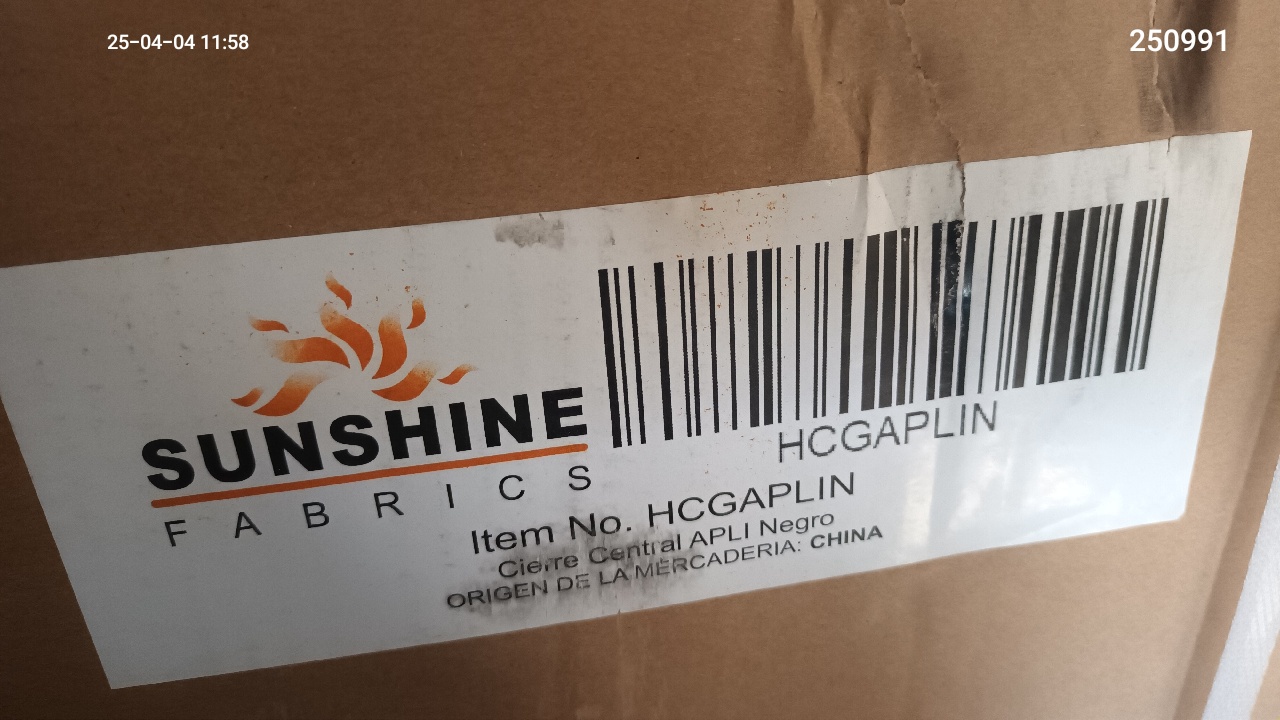 25-04-04 11:58
250991
SUNSHINE
FABRICS
HCGAPLIN
Item No. HCGAPLIN
Cierre Central APLI Negro
ORIGEN DE LA MERCADERIA: CHINA